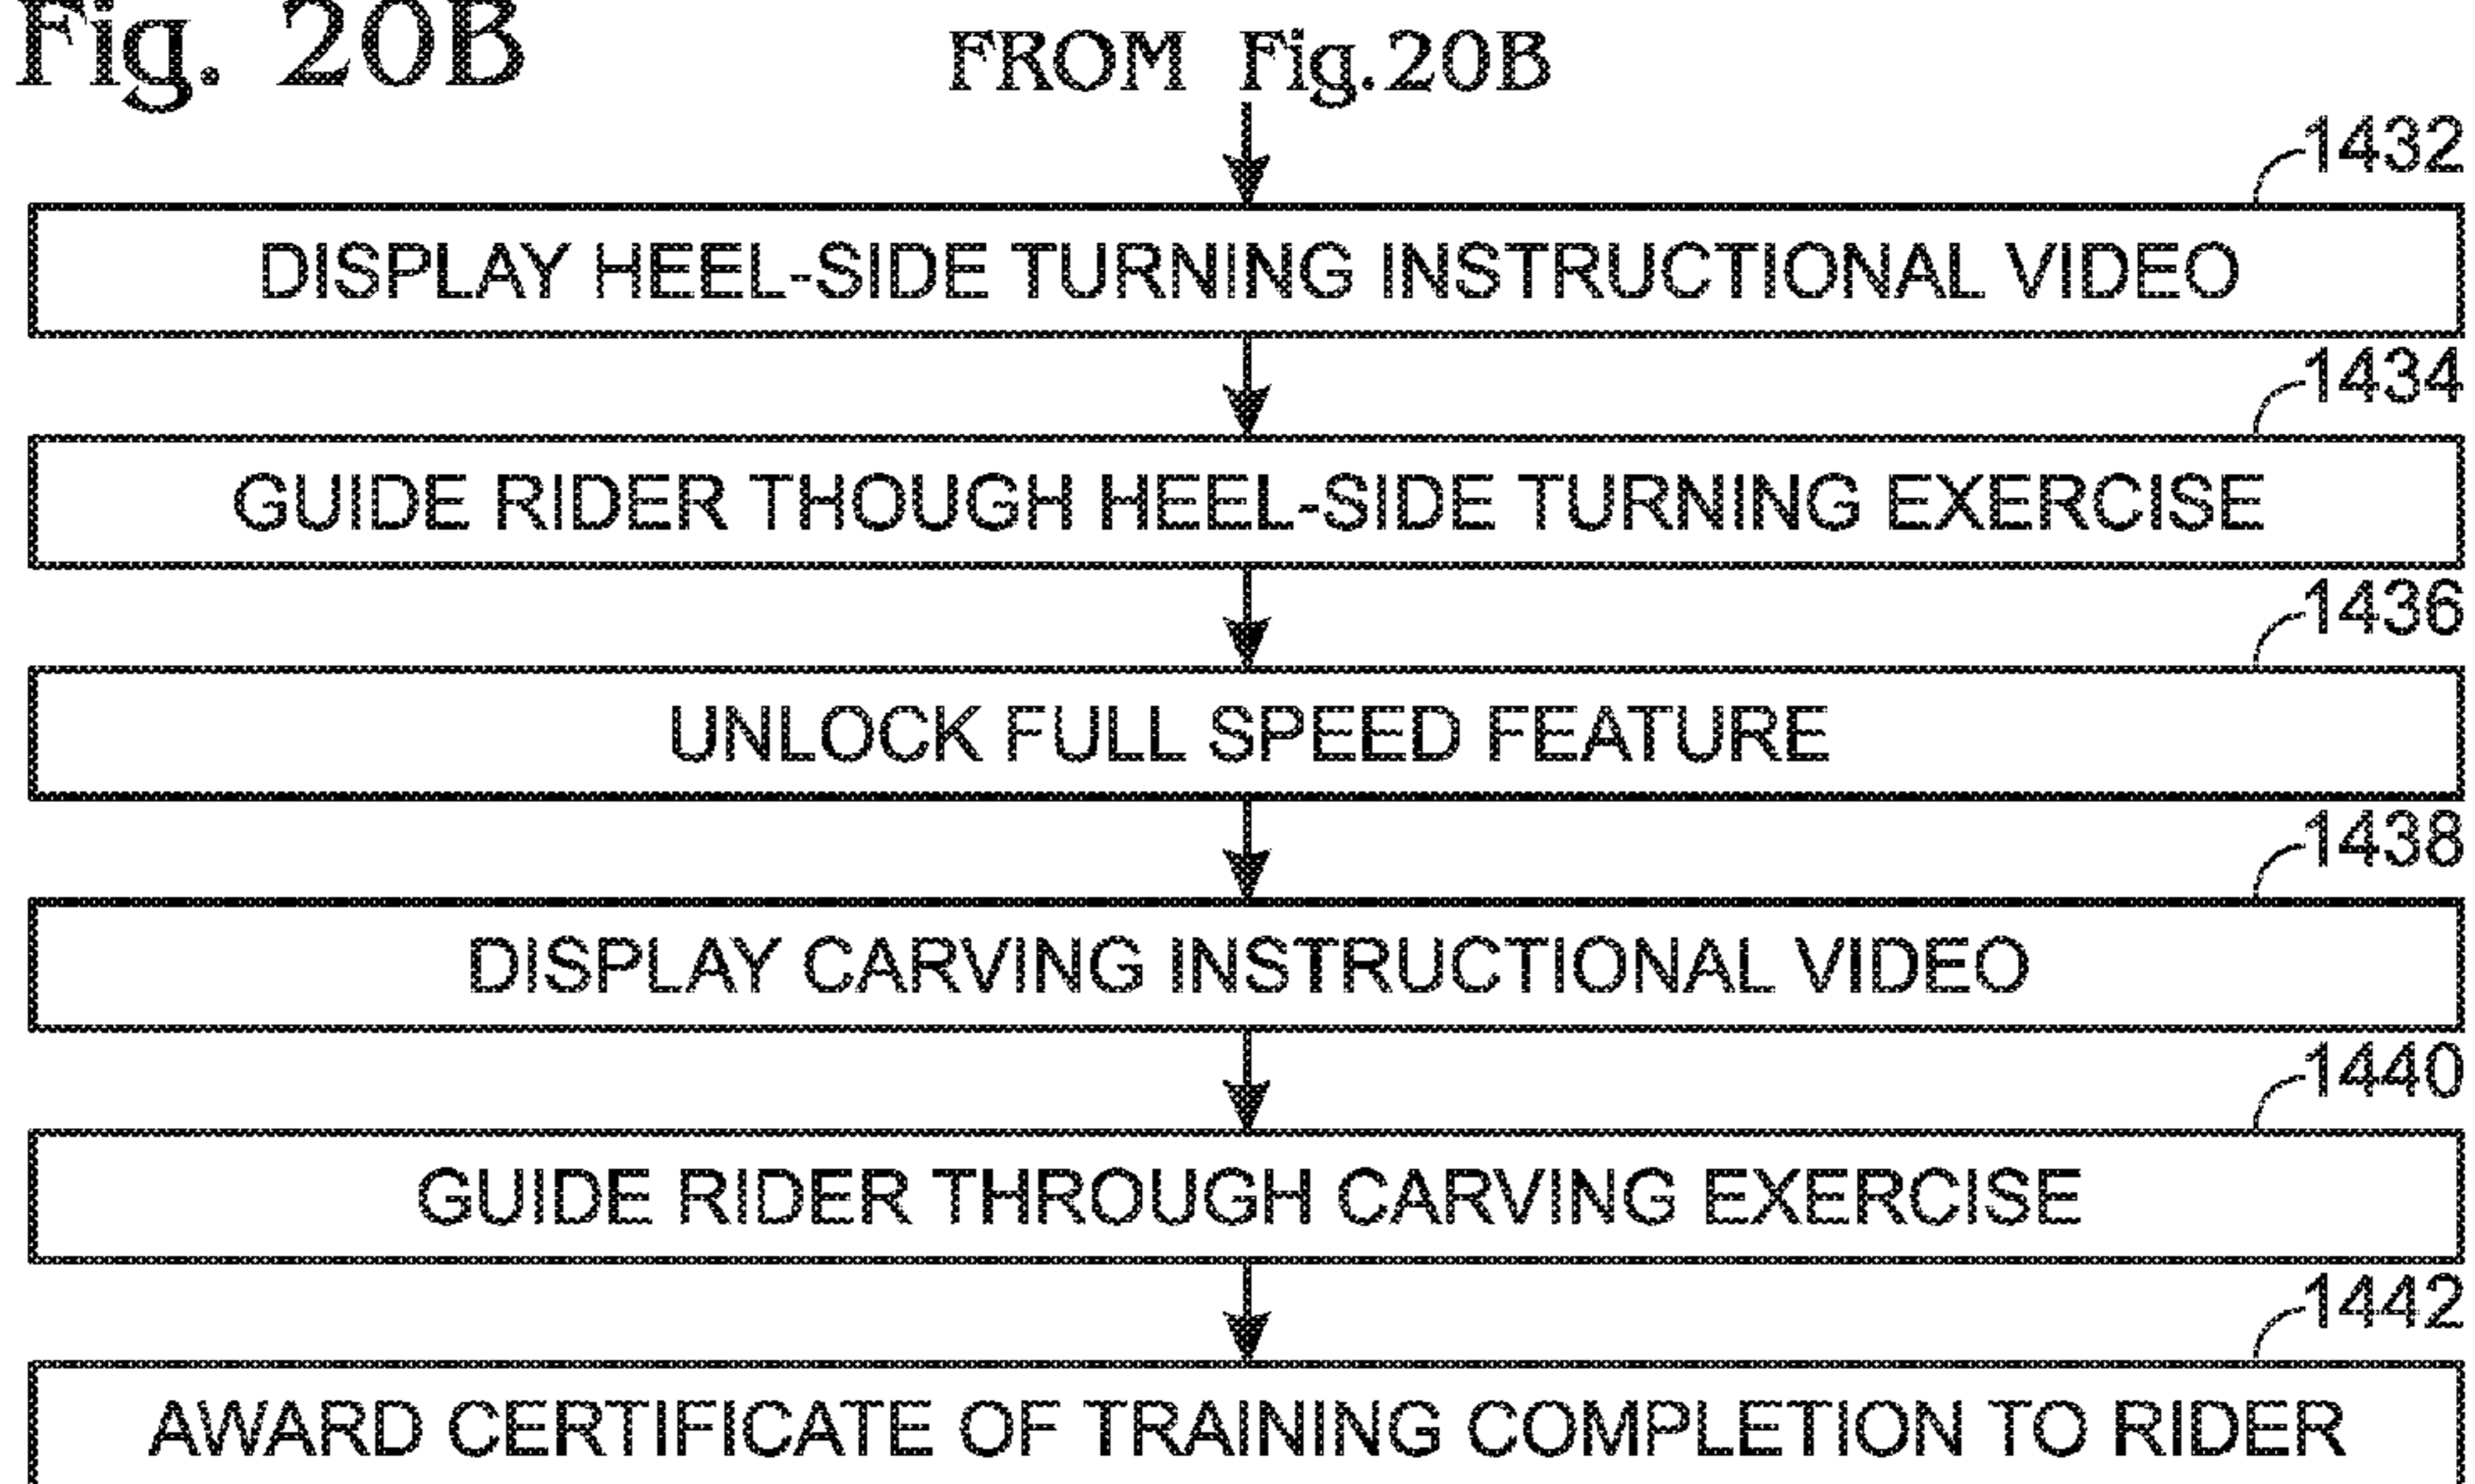 Fig. 20B
FROM Fig.20B
1432
DISPLAY HEEL-SIDE TURNING INSTRUCTIONAL VIDEO
1434
GUIDE RIDER THOUGH HEEL-SIDE TURNING EXERCISE
1436
UNLOCK FULL SPEED FEATURE
1438
DISPLAY CARVING INSTRUCTIONAL VIDEO
1440
GUIDE RIDER THROUGH CARVING EXERCISE
1442
AWARD CERTIFICATE OF TRAINING COMPLETION TO RIDER